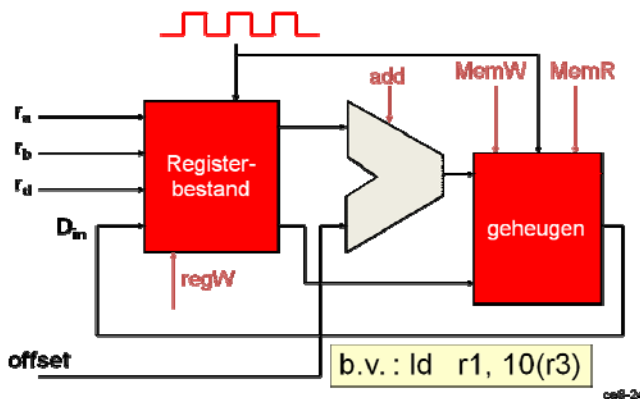 add
MemW
MemR
ra
rb
rd
Din
Register-
bestand
geheugen
regW
offset
b.v. : ld r1, 10(r3)